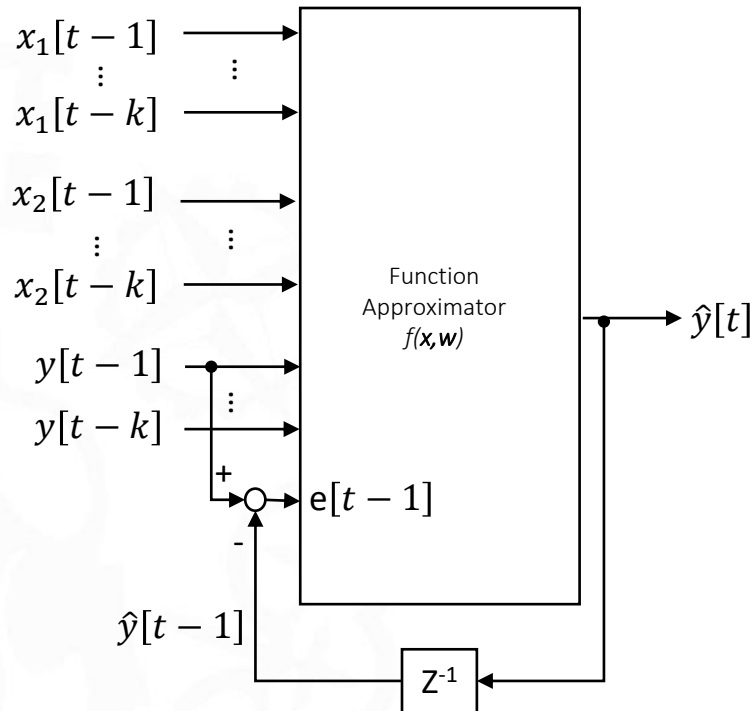 x₁[t − 1]
⋮ ⋮
x₁[t − k]
x₂[t − 1]
⋮ ⋮
x₂[t − k]
Function
Approximator
f(x,w)
ŷ[t]
y[t − 1]
⋮
y[t − k]
+
e[t − 1]
-
ŷ[t − 1]
Z⁻¹